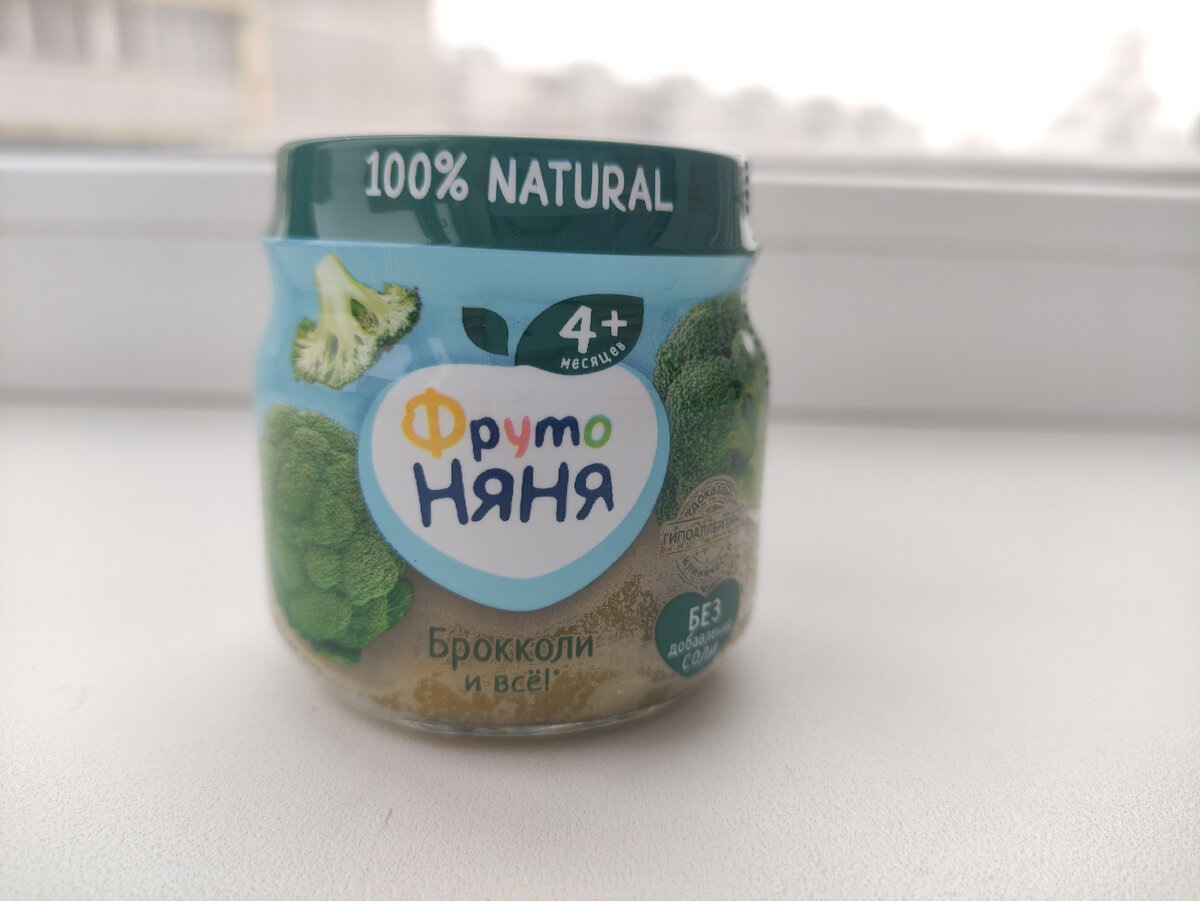 100% NATURAL
4+
месяцев
Фруто
НЯНЯ
Брокколи
и всё!*
БЕЗ
добавления
СОЛИ